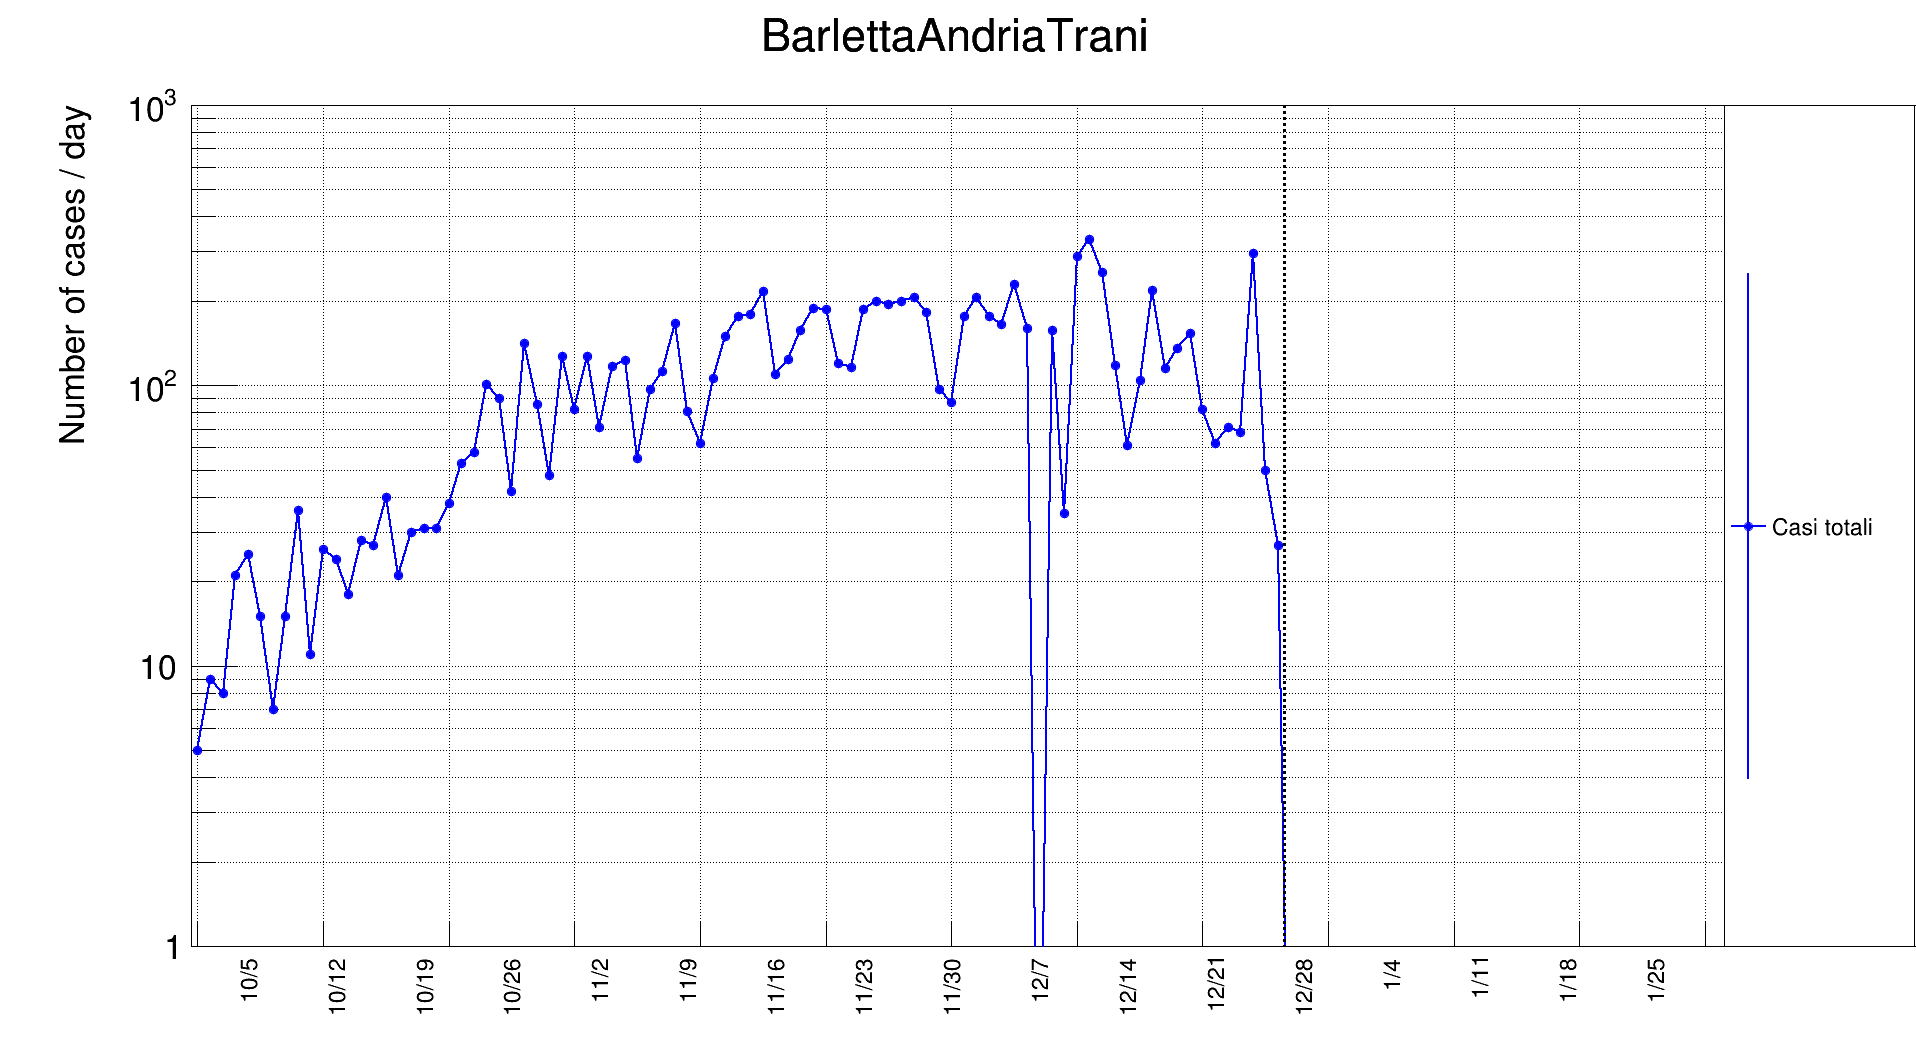 BarlettaAndriaTrani
Number of cases / day
10³
10²
10
1
10/5 10/12 10/19 10/26 11/2 11/9 11/16 11/23 11/30 12/7 12/14 12/21 12/28 1/4 1/11 1/18 1/25
Casi totali